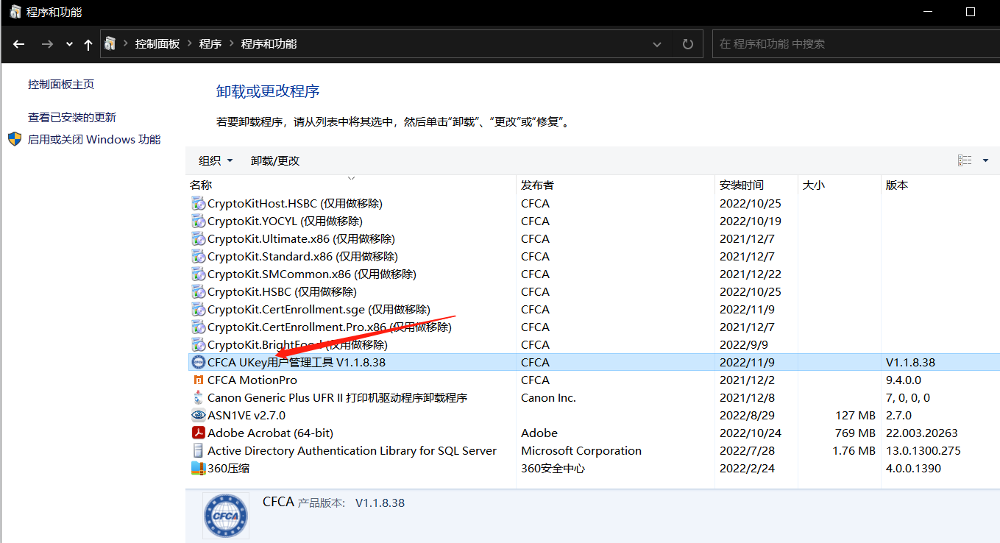 程序和功能
控制面板 程序 程序和功能
在 程序和功能 中搜索
控制面板主页
查看已安装的更新
启用或关闭 Windows 功能
卸载或更改程序
若要卸载程序，请从列表中将其选中，然后单击“卸载”、“更改”或“修复”。
组织 卸载/更改
名称 发布者 安装时间 大小 版本
CryptoKitHost.HSBC (仅用做移除) CFCA 2022/10/25
CryptoKit.YOCYL (仅用做移除) CFCA 2022/10/19
CryptoKit.Ultimate.x86 (仅用做移除) CFCA 2021/12/7
CryptoKit.Standard.x86 (仅用做移除) CFCA 2021/12/7
CryptoKit.SMCommon.x86 (仅用做移除) CFCA 2021/12/22
CryptoKit.HSBC (仅用做移除) CFCA 2022/10/25
CryptoKit.CertEnrollment.sge (仅用做移除) CFCA 2022/11/9
CryptoKit.CertEnrollment.Pro.x86 (仅用做移除) CFCA 2021/12/7
CryptoKit.BrightFood (仅用做移除) CFCA 2022/9/9
CFCA UKey用户管理工具 V1.1.8.38 CFCA 2022/11/9 V1.1.8.38
CFCA MotionPro CFCA 2021/12/2 9.4.0.0
Canon Generic Plus UFR II 打印机驱动程序卸载程序 Canon Inc. 2021/12/8 7, 0, 0, 0
ASN1VE v2.7.0 2022/8/29 127 MB 2.7.0
Adobe Acrobat (64-bit) Adobe 2022/10/24 769 MB 22.003.20263
Active Directory Authentication Library for SQL Server Microsoft Corporation 2022/7/28 1.76 MB 13.0.1300.275
360压缩 360安全中心 2022/2/24 4.0.0.1390
CFCA CFCA 产品版本: V1.1.8.38